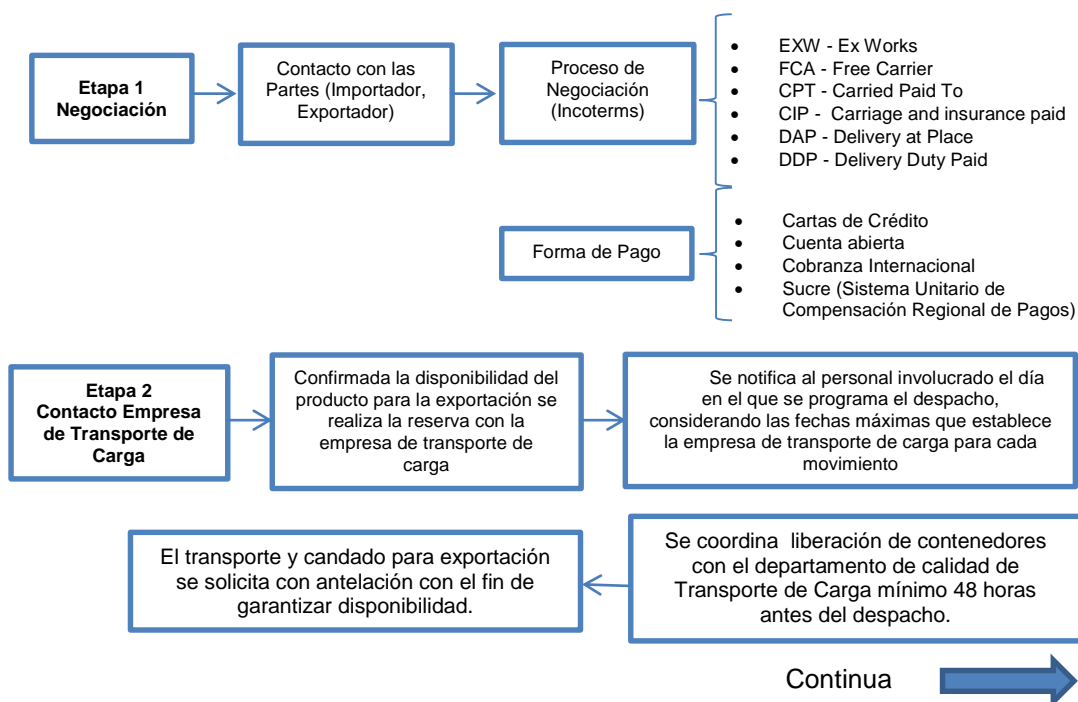 Etapa 1
Negociación
Contacto con las
Partes (Importador,
Exportador)
Proceso de
Negociación
(Incoterms)
• EXW - Ex Works
• FCA - Free Carrier
• CPT - Carried Paid To
• CIP - Carriage and insurance paid
• DAP - Delivery at Place
• DDP - Delivery Duty Paid
Forma de Pago
• Cartas de Crédito
• Cuenta abierta
• Cobranza Internacional
• Sucre (Sistema Unitario de
Compensación Regional de Pagos)
Etapa 2
Contacto Empresa
de Transporte de
Carga
Confirmada la disponibilidad del
producto para la exportación se
realiza la reserva con la
empresa de transporte de
carga
Se notifica al personal involucrado el día
en el que se programa el despacho,
considerando las fechas máximas que establece
la empresa de transporte de carga para cada
movimiento
Se coordina liberación de contenedores
con el departamento de calidad de
Transporte de Carga mínimo 48 horas
antes del despacho.
El transporte y candado para exportación
se solicita con antelación con el fin de
garantizar disponibilidad.
Continua